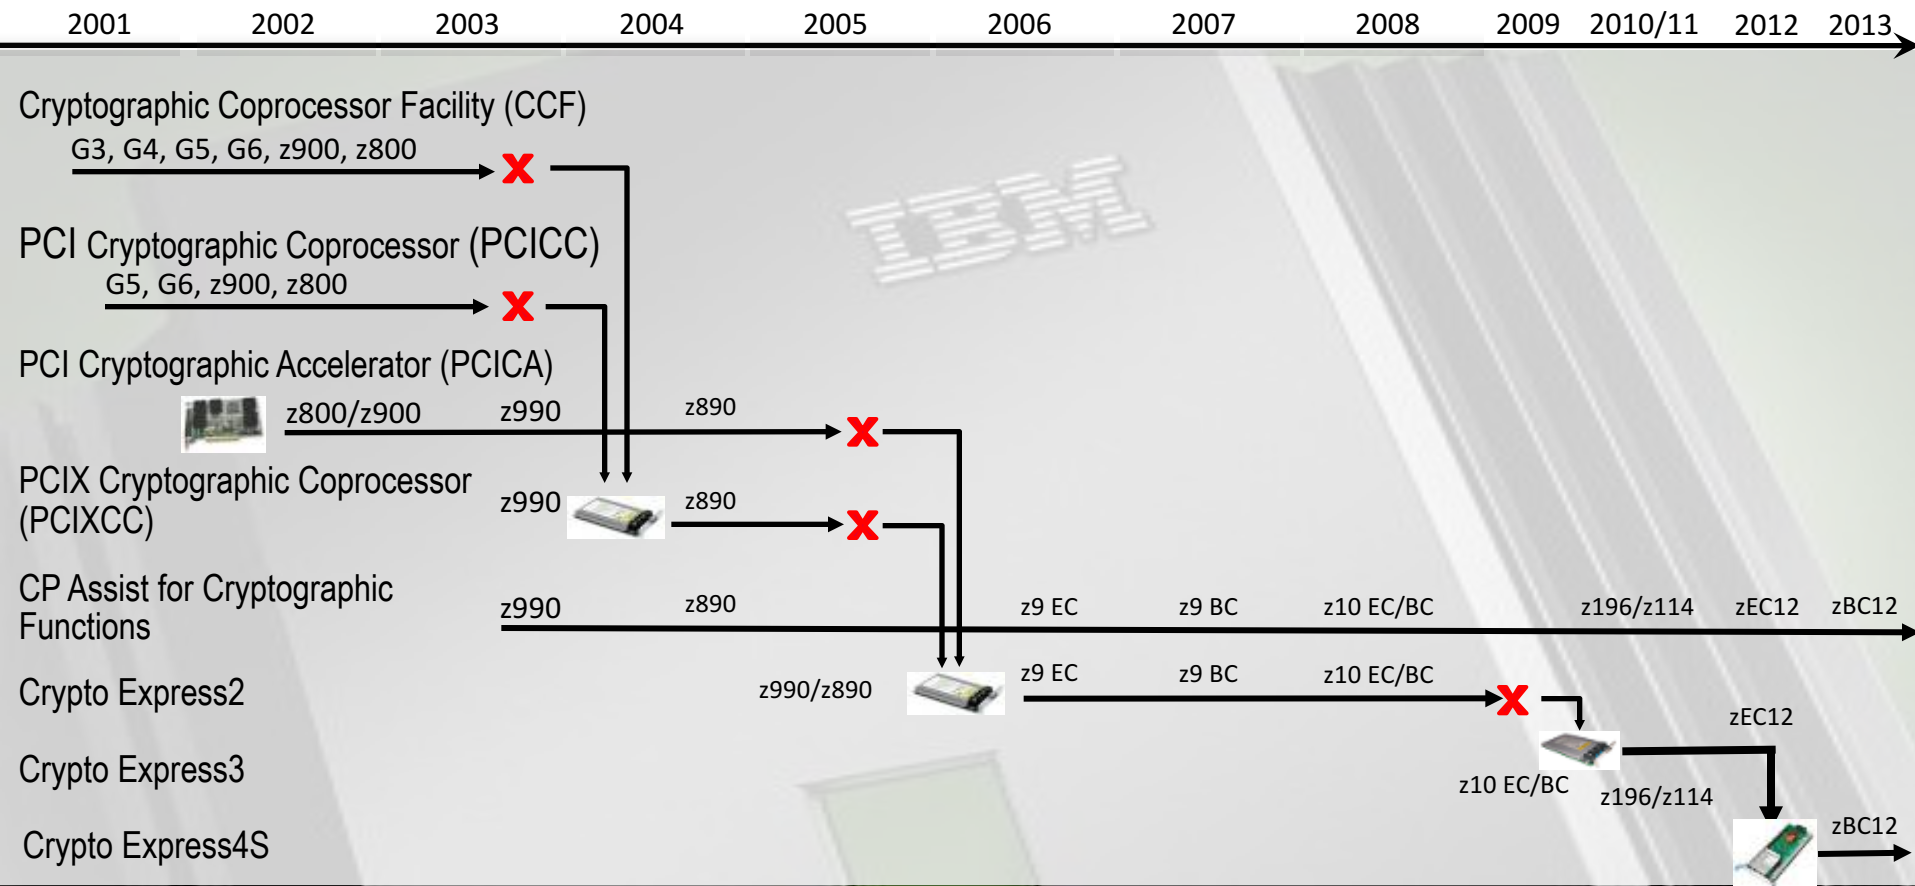 2001 2002 2003 2004 2005 2006 2007 2008 2009 2010/11 2012 2013
Cryptographic Coprocessor Facility (CCF)
G3, G4, G5, G6, z900, z800
X
IBM
PCI Cryptographic Coprocessor (PCICC)
G5, G6, z900, z800
X
PCI Cryptographic Accelerator (PCICA)
z800/z900 z990 z890
X
PCIX Cryptographic Coprocessor
(PCIXCC)
z990 z890
X
CP Assist for Cryptographic
Functions
z990 z890 z9 EC z9 BC z10 EC/BC z196/z114 zEC12 zBC12
Crypto Express2
z990/z890 z9 EC z9 BC z10 EC/BC
X
zEC12
Crypto Express3
z10 EC/BC z196/z114
Crypto Express4S
zBC12